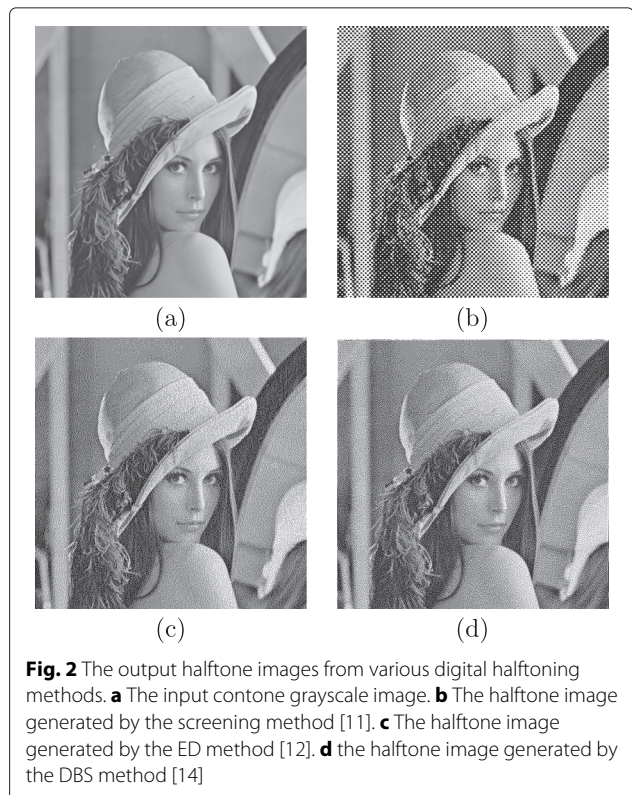 (a)
(b)
(c)
(d)
Fig. 2 The output halftone images from various digital halftoning
methods. a The input contone grayscale image. b The halftone image
generated by the screening method [11]. c The halftone image
generated by the ED method [12]. d the halftone image generated by
the DBS method [14]